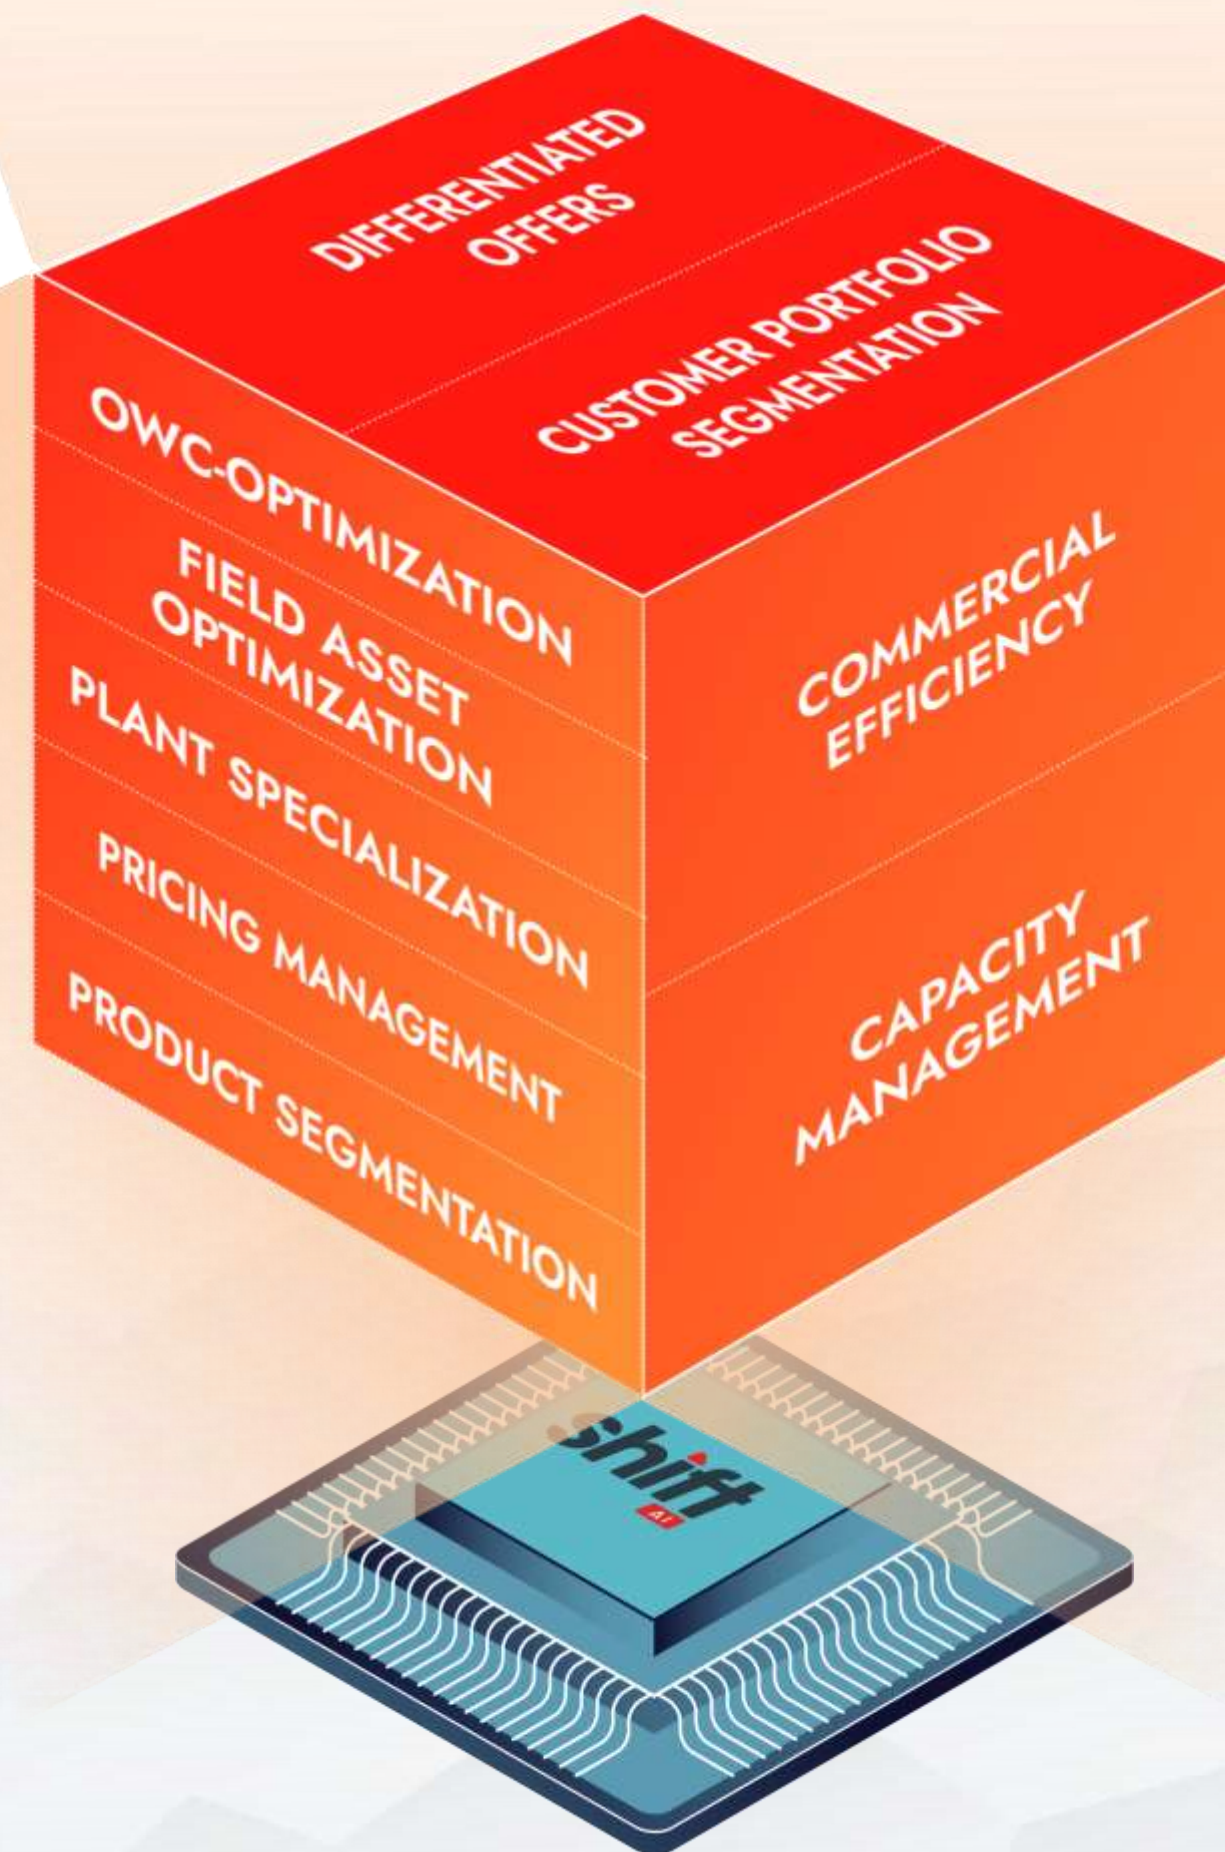 DIFFERENTIATED
OFFERS
CUSTOMER PORTFOLIO
SEGMENTATION
OWC-OPTIMIZATION
FIELD ASSET
OPTIMIZATION
PLANT SPECIALIZATION
PRICING MANAGEMENT
PRODUCT SEGMENTATION
COMMERCIAL
EFFICIENCY
CAPACITY
MANAGEMENT
shift
AI